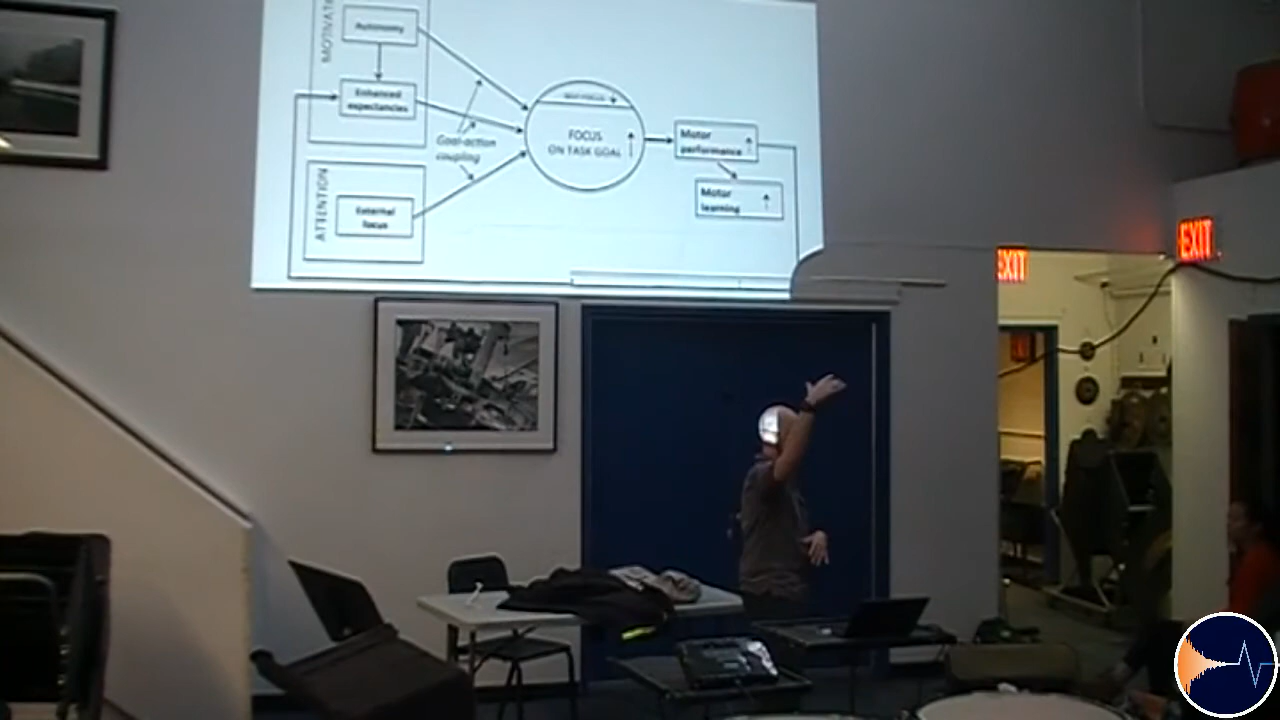 MOTIVAT
Autonomy
Enhanced
expectancies
Goal-action
coupling
ATTENTION
External
focus
FOCUS
ON TASK GOAL
Motor
performance
Motor
learning
EXIT
EXIT